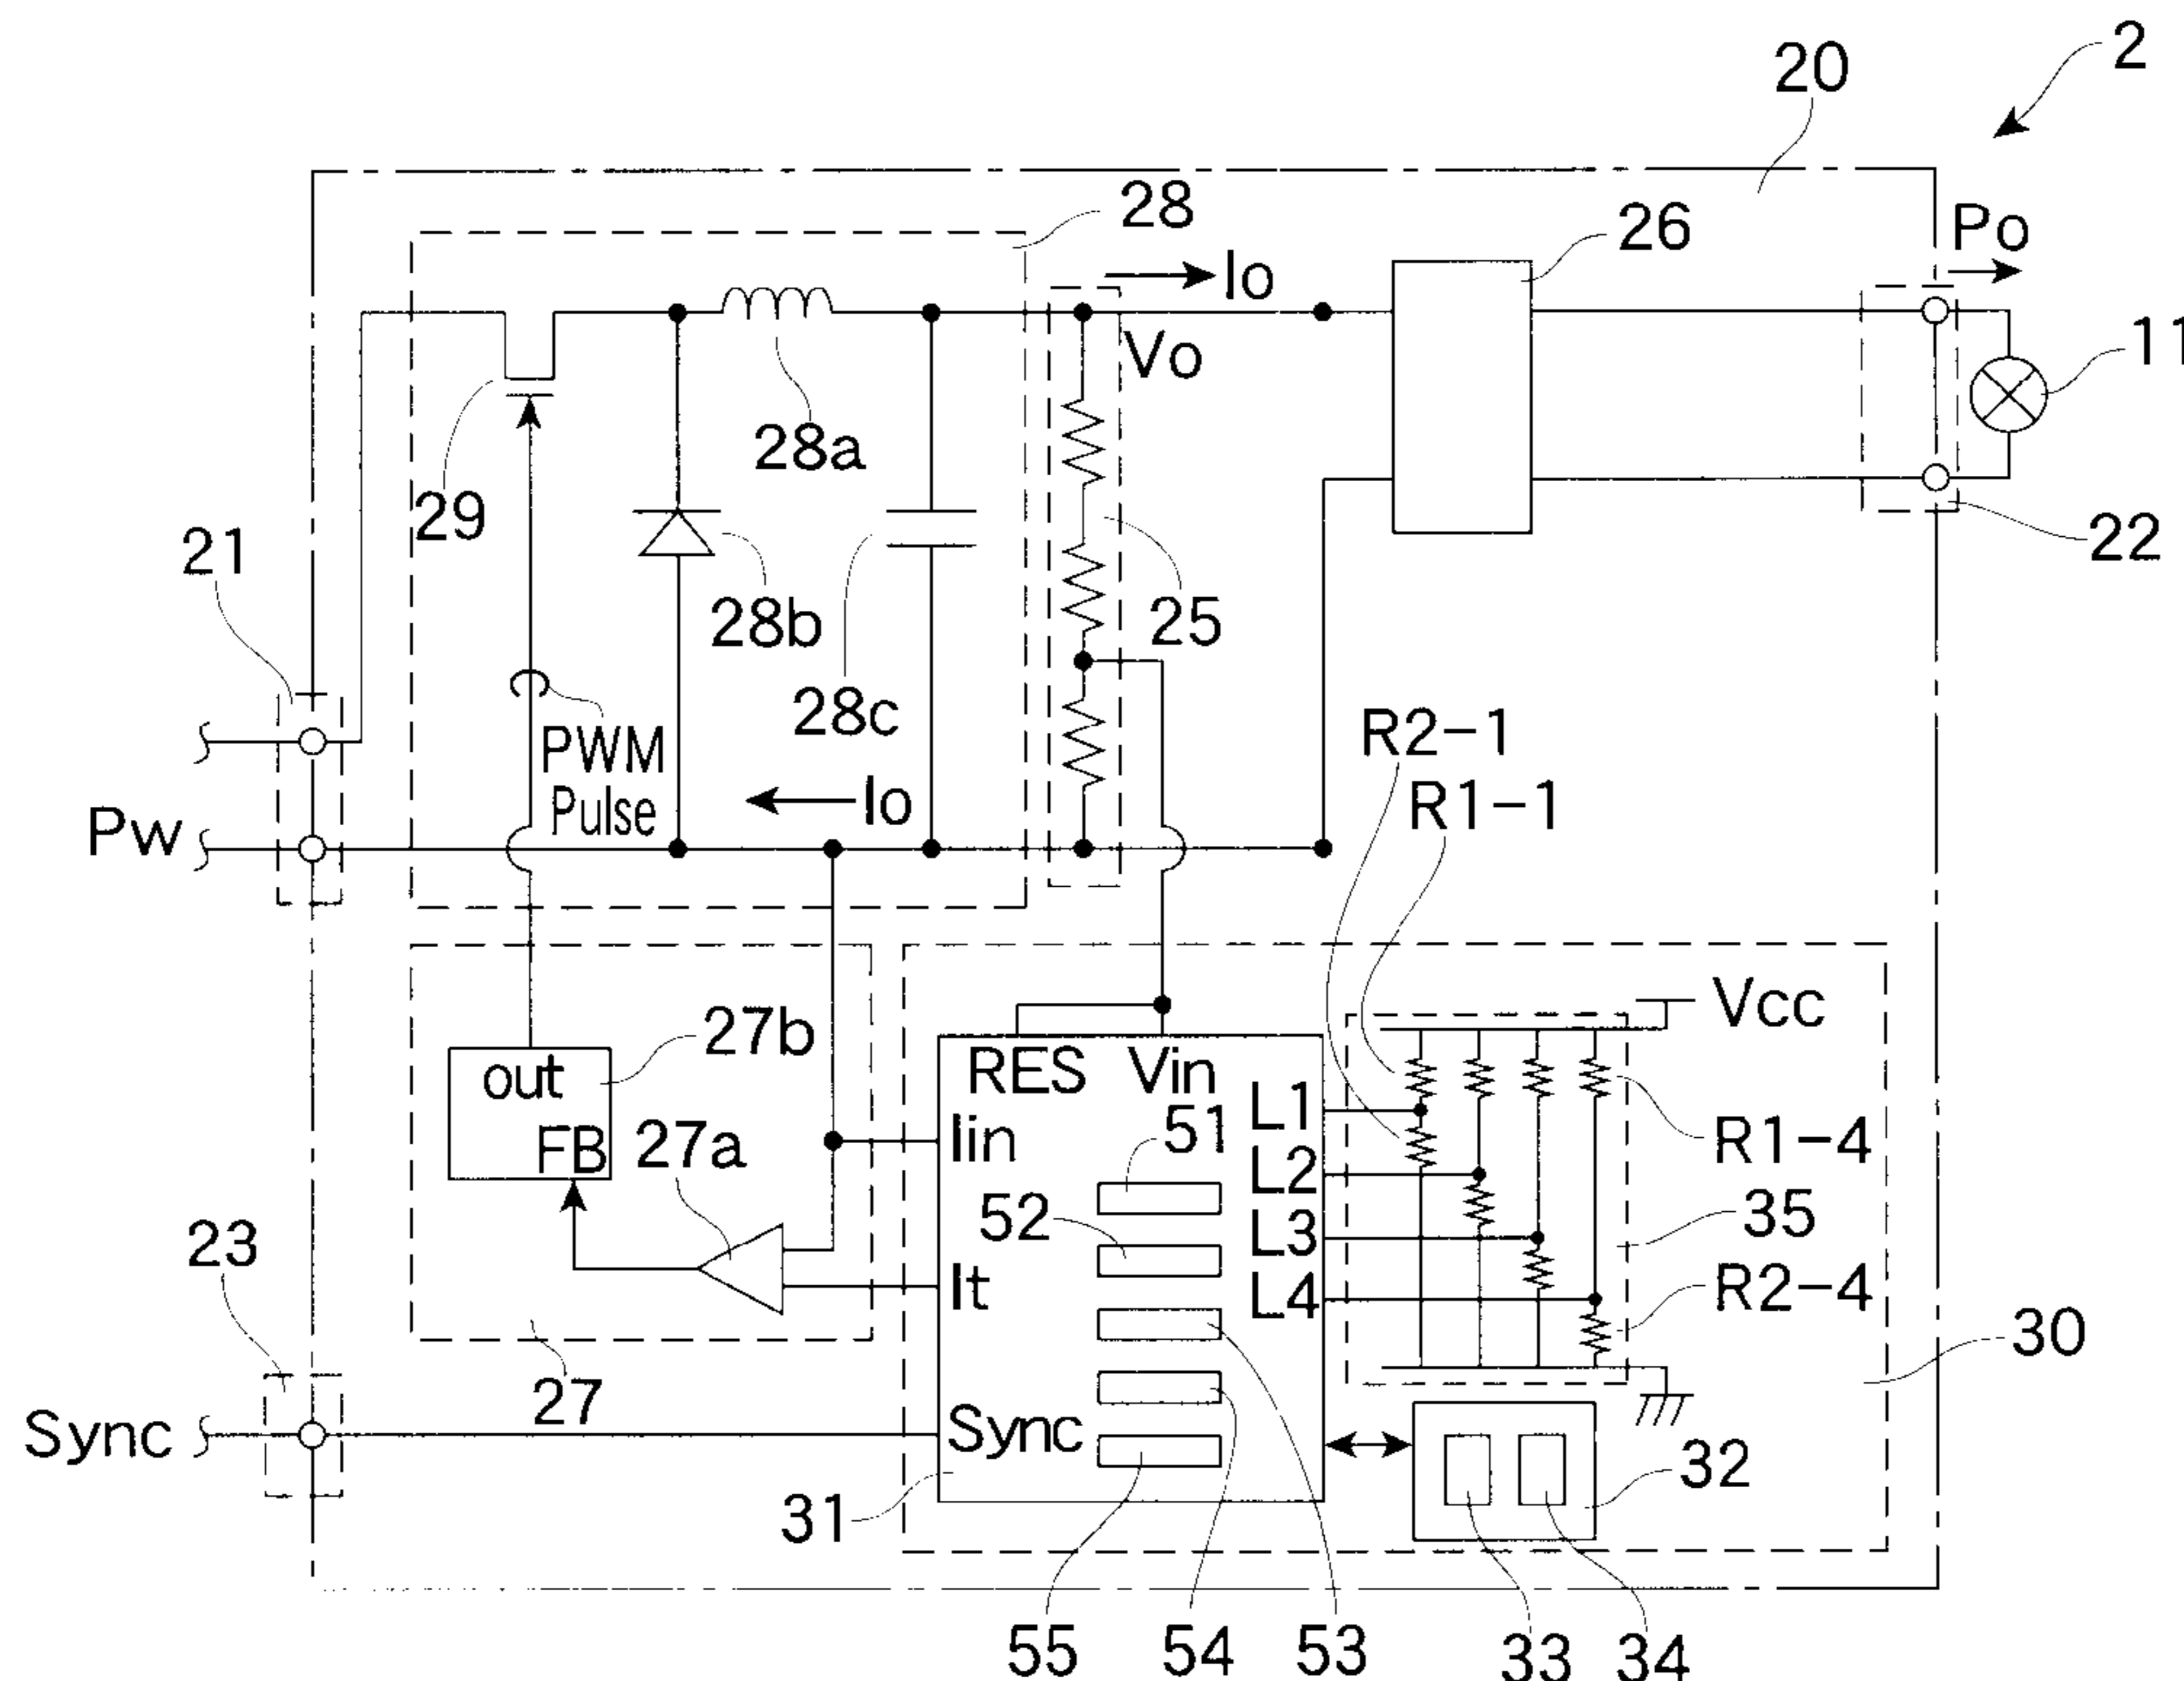 2
20
28
26
Po
Io
11
Vo
28a
29
21
22
28b
25
28c
R2-1
PWM
Pulse
R1-1
Io
Pw
Vcc
27b
out
RES
Vin
L1
51
FB
27a
Iin
R1-4
L2
52
35
23
L3
It
L4
R2-4
30
27
Sync
Sync
32
31
55
54
53
33
34